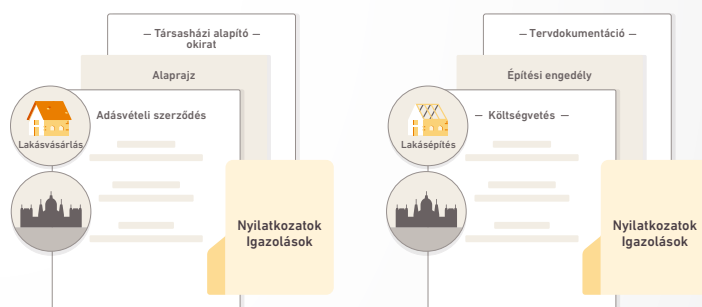 – Társasházi alapító –
okirat
Alaprajz
Adásvételi szerződés
Lakásvásárlás
Nyilatkozatok
Igazolások
– Tervdokumentáció –
Építési engedély
– Költségvetés –
Lakásépítés
Nyilatkozatok
Igazolások